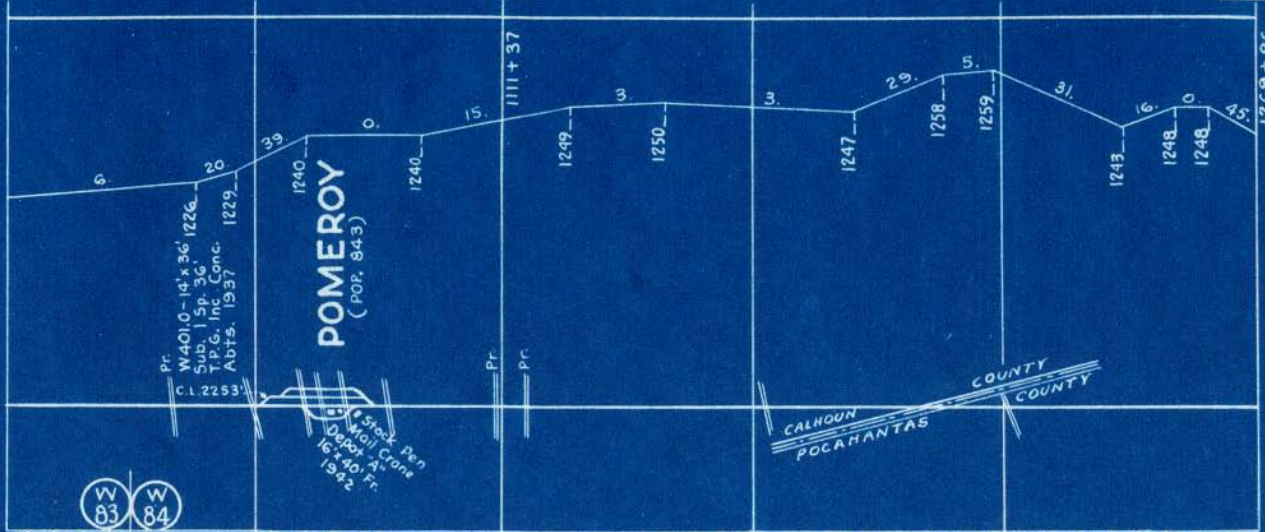 6.
20.
39.
0.
15.
3.
3.
29.
5.
31.
16.
0.
45.
1226
1229
1240
1240
1111 + 37
1249
1250
1247
1258
1259
1243
1248
1248
POMEROY
(POP. 843)
W401.0 - 14' x 36'
Sub. 1 Sp. 36'
T.P.G. Inc. Conc.
Abts. 1937
Pr.
C.L. 2253'
Pr.
Pr.
Stock Pen
Mail Crane
Depot "A"
16' x 40' Fr.
1942
CALHOUN COUNTY
POCAHANTAS COUNTY
W
83
W
84